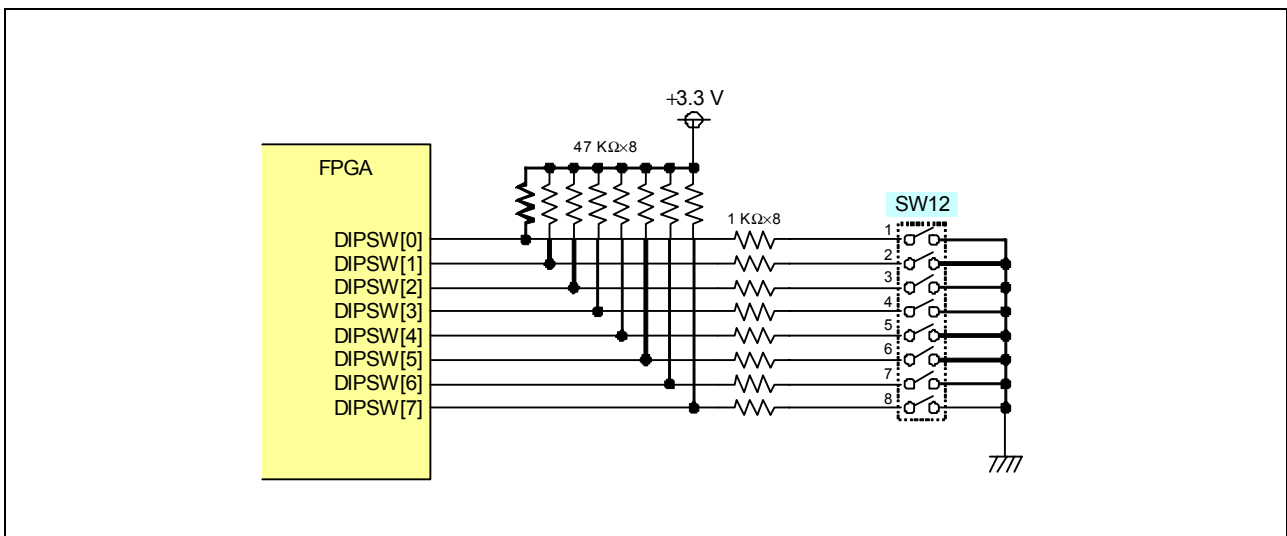 +3.3 V
47 KΩ×8
FPGA
SW12
1 KΩ×8
DIPSW[0]
DIPSW[1]
DIPSW[2]
DIPSW[3]
DIPSW[4]
DIPSW[5]
DIPSW[6]
DIPSW[7]
1
2
3
4
5
6
7
8